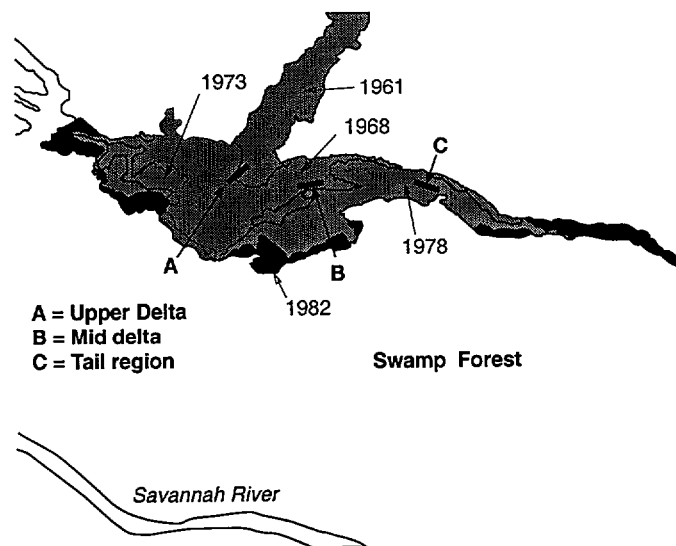 1973
1961
1968
C
1978
A
B
1982
A = Upper Delta
B = Mid delta
C = Tail region
Swamp Forest
Savannah River